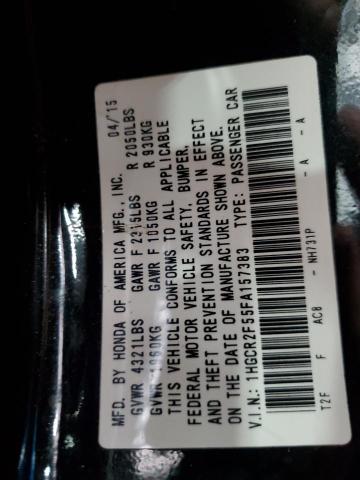 MFD. BY HONDA OF AMERICA MFG., INC. 04/'15
GVWR 4321LBS GAWR F 2315LBS R 2050LBS
GVWR 1960KG GAWR F 1050KG R 930KG
THIS VEHICLE CONFORMS TO ALL APPLICABLE
FEDERAL MOTOR VEHICLE SAFETY, BUMPER,
AND THEFT PREVENTION STANDARDS IN EFFECT
ON THE DATE OF MANUFACTURE SHOWN ABOVE.
V.I.N.: 1HGCR2F55FA157383 TYPE: PASSENGER CAR
T2F F AC8 - NH731P - A - A